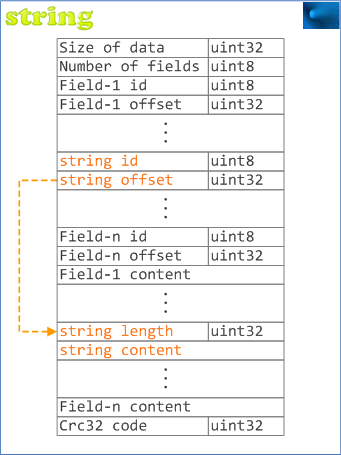 string
Size of data uint32
Number of fields uint8
Field-1 id uint8
Field-1 offset uint32
string id uint8
string offset uint32
Field-n id uint8
Field-n offset uint32
Field-1 content
string length uint32
string content
Field-n content
Crc32 code uint32